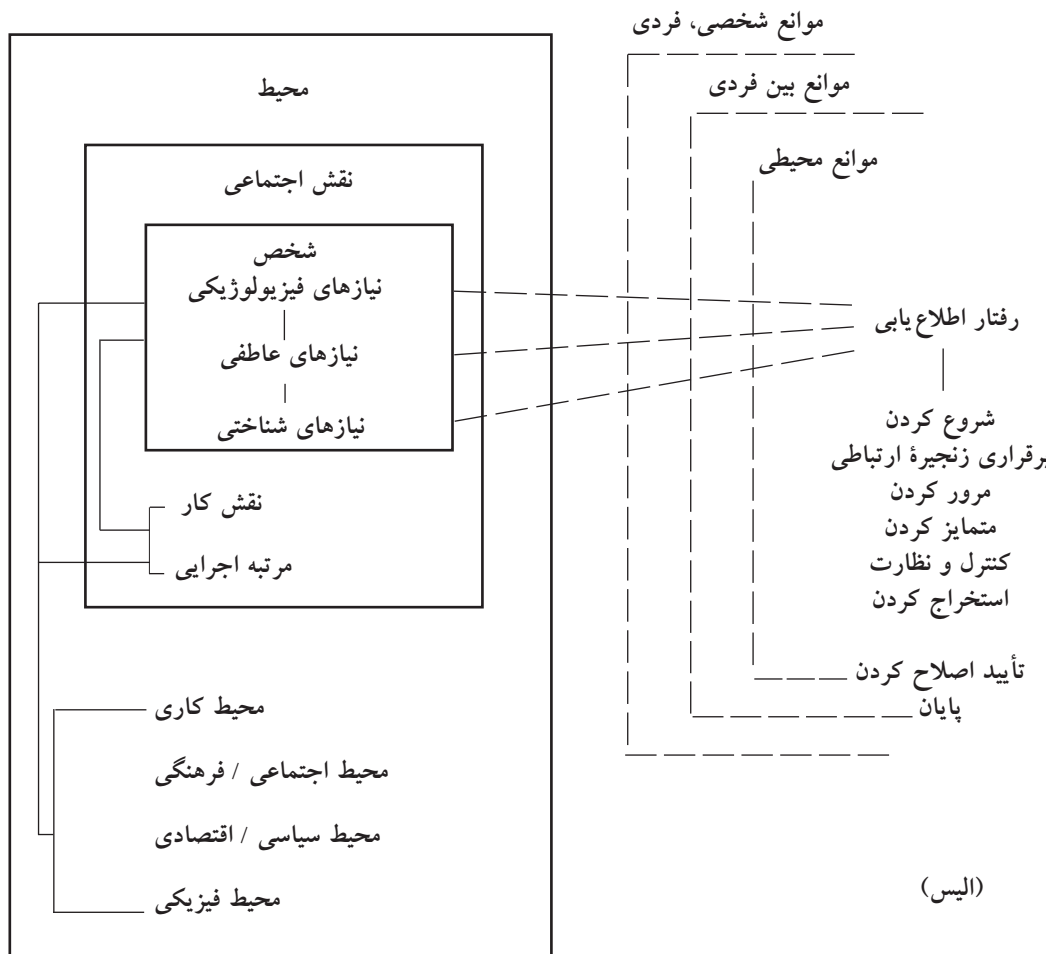 موانع شخصی، فردی
موانع بین فردی
موانع محیطی
محیط
نقش اجتماعی
شخص
نیازهای فیزیولوژیکی
نیازهای عاطفی
نیازهای شناختی
نقش کار
مرتبه اجرایی
محیط کاری
محیط اجتماعی / فرهنگی
محیط سیاسی / اقتصادی
محیط فیزیکی
رفتار اطلاع‌یابی
شروع کردن
برقراری زنجیرهٔ ارتباطی
مرور کردن
متمایز کردن
کنترل و نظارت
استخراج کردن
تأیید اصلاح کردن
پایان
(الیس)